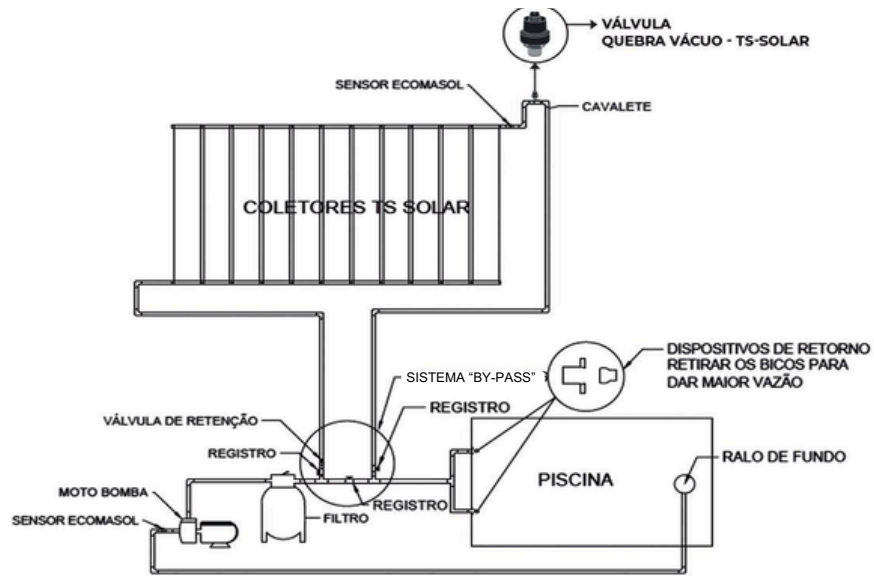 VÁLVULA
QUEBRA VÁCUO - TS-SOLAR
SENSOR ECOMASOL
CAVALETE
COLETORES TS SOLAR
DISPOSITIVOS DE RETORNO
RETIRAR OS BICOS PARA
DAR MAIOR VAZÃO
SISTEMA “BY-PASS”
REGISTRO
VÁLVULA DE RETENÇÃO
REGISTRO
RALO DE FUNDO
PISCINA
MOTO BOMBA
REGISTRO
FILTRO
SENSOR ECOMASOL